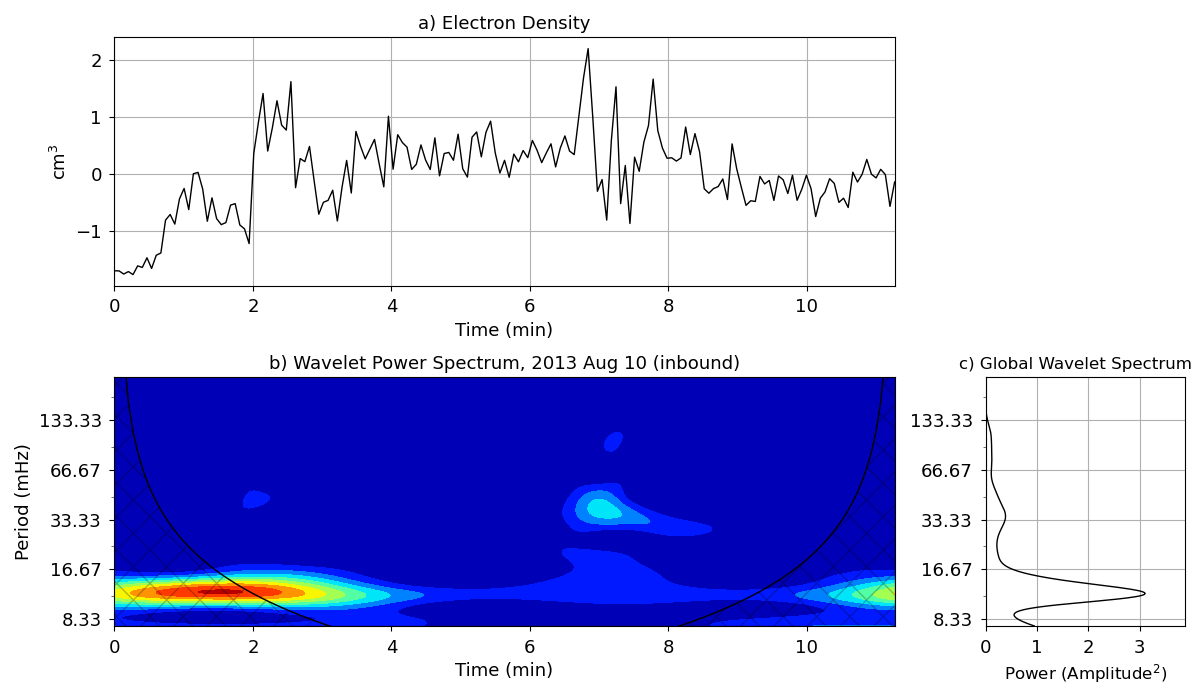 a) Electron Density
2
1
0
−1
cm³
0 2 4 6 8 10
Time (min)
b) Wavelet Power Spectrum, 2013 Aug 10 (inbound)
133.33
66.67
33.33
16.67
8.33
Period (mHz)
0 2 4 6 8 10
Time (min)
c) Global Wavelet Spectrum
133.33
66.67
33.33
16.67
8.33
0 1 2 3
Power (Amplitude²)